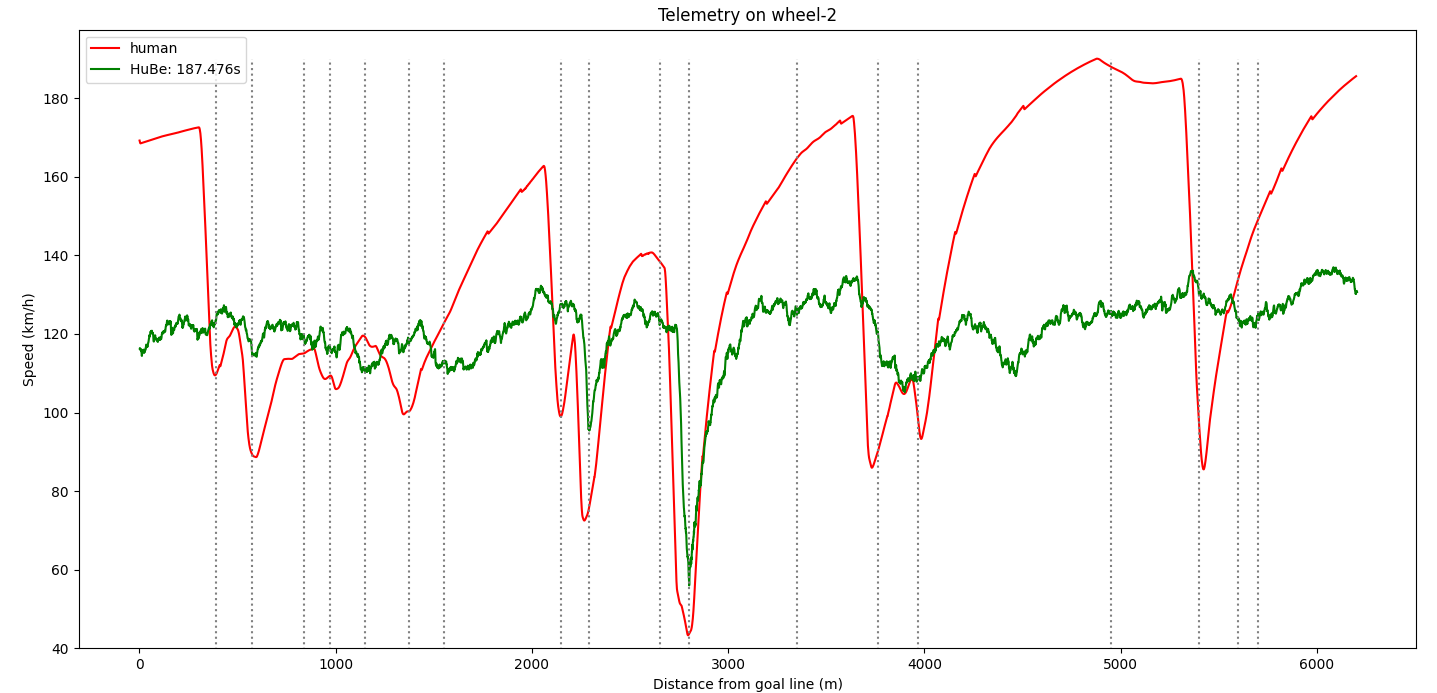 Telemetry on wheel-2
human
HuBe: 187.476s
Speed (km/h)
180
160
140
120
100
80
60
40
0 1000 2000 3000 4000 5000 6000
Distance from goal line (m)